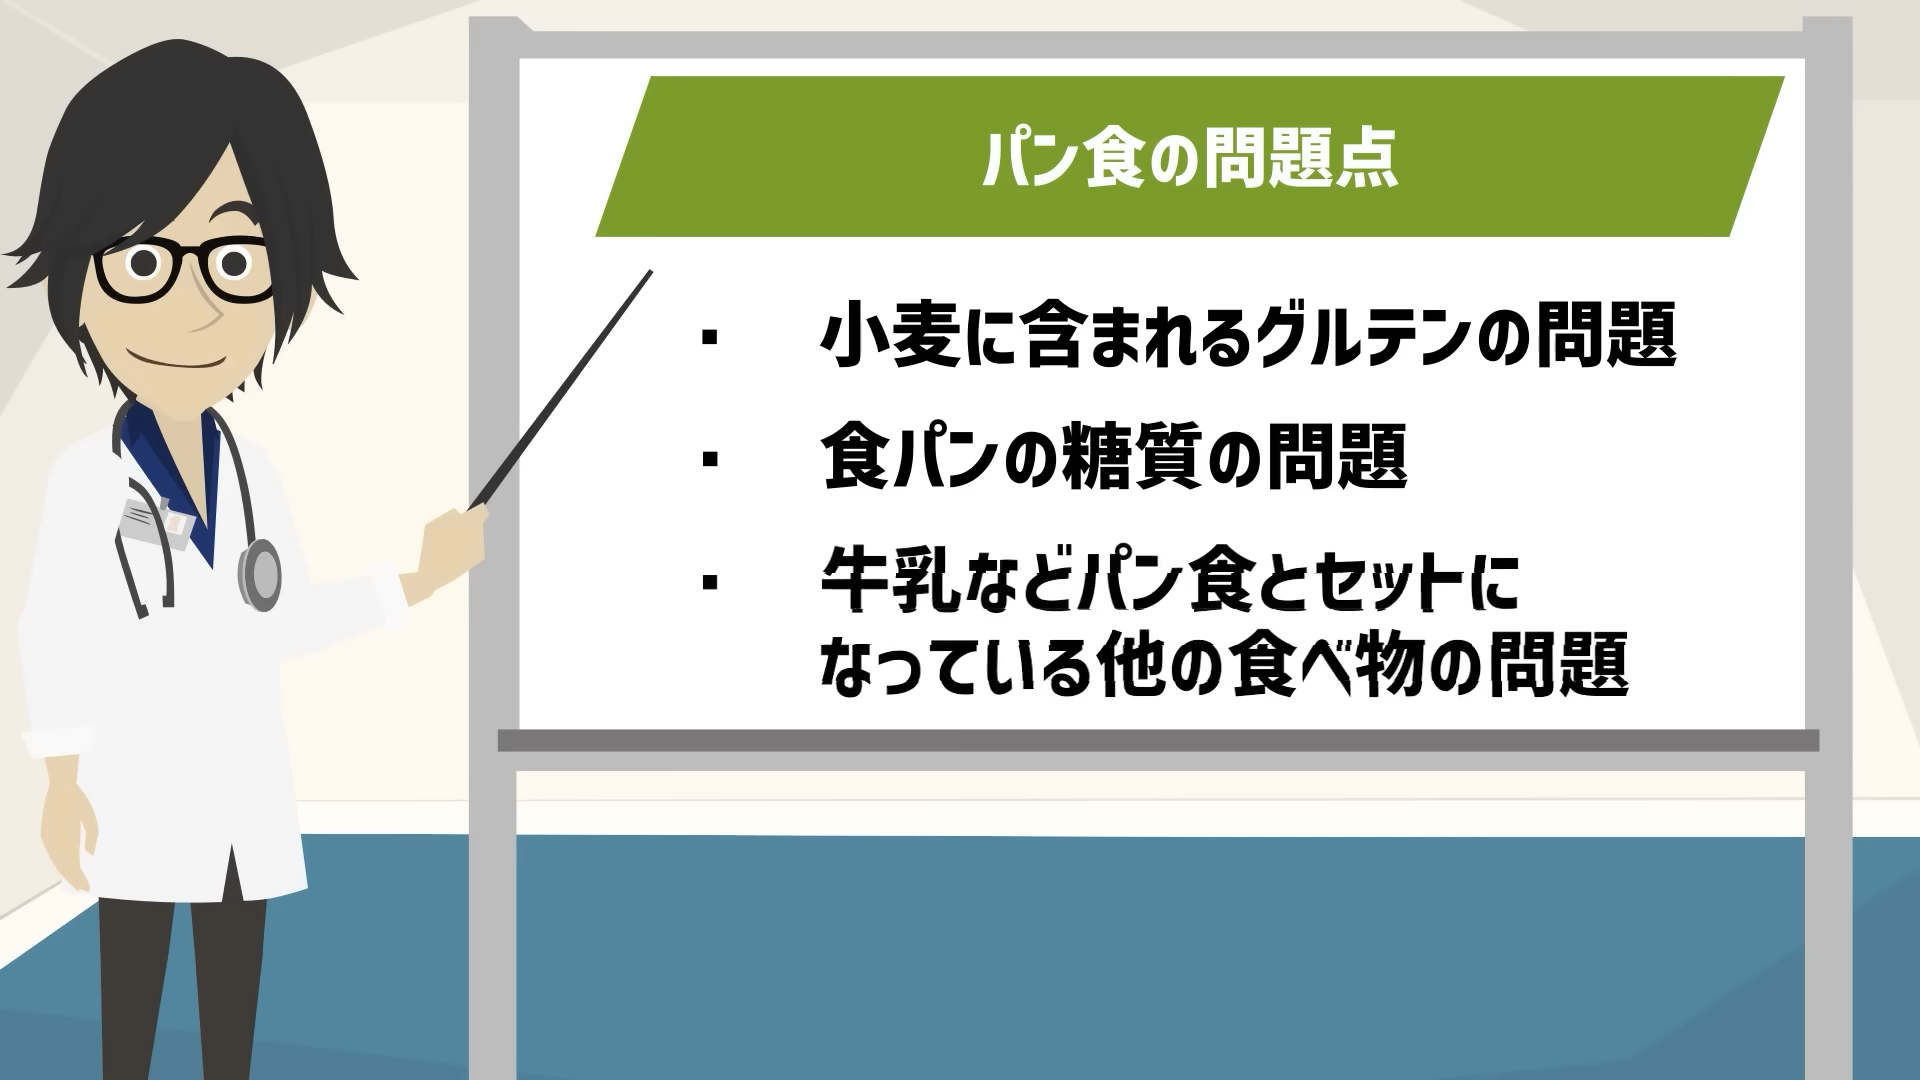 パン食の問題点
・ 小麦に含まれるグルテンの問題
・ 食パンの糖質の問題
・ 牛乳などパン食とセットに
なっている他の食べ物の問題